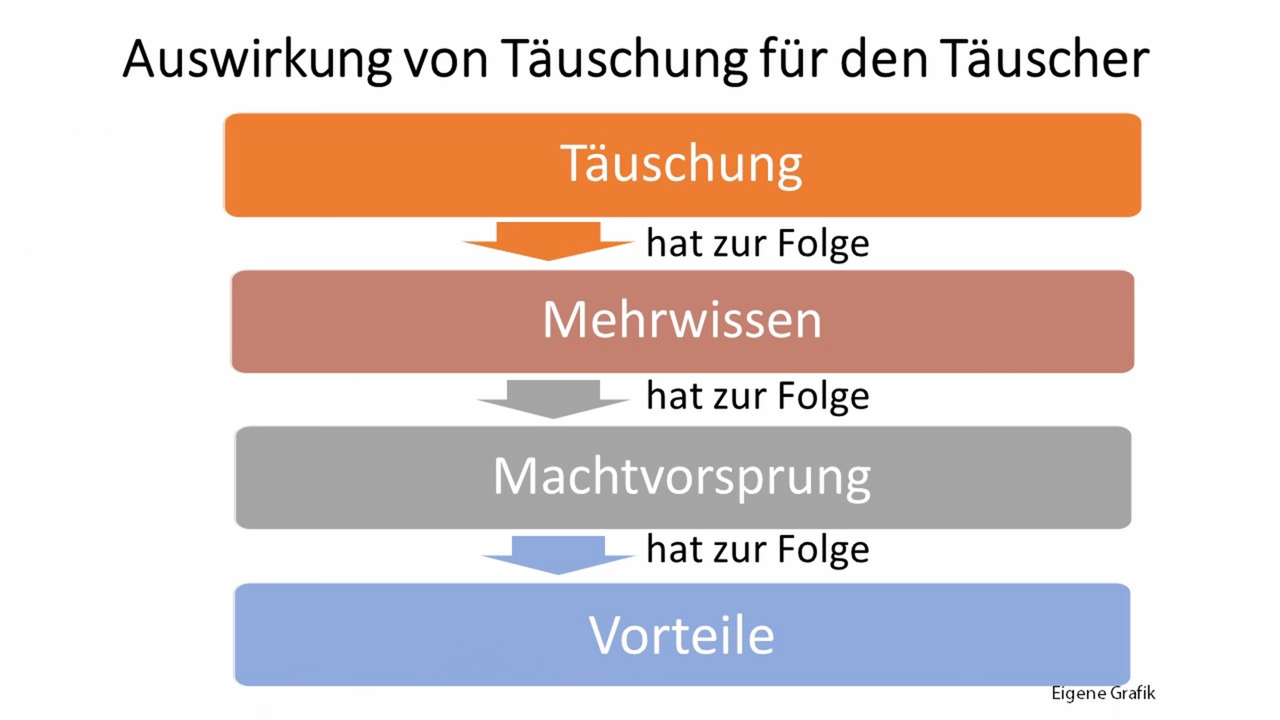 Auswirkung von Täuschung für den Täuscher
Täuschung
hat zur Folge
Mehrwissen
hat zur Folge
Machtvorsprung
hat zur Folge
Vorteile
Eigene Grafik